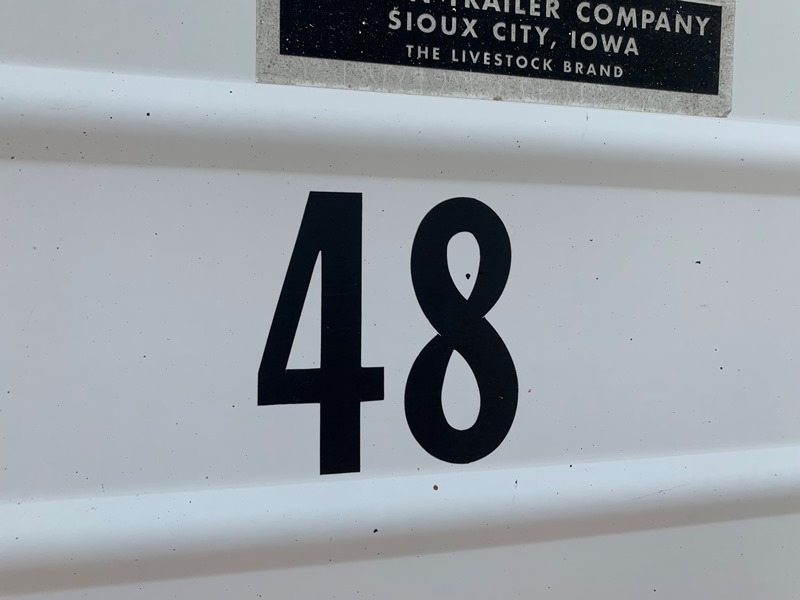 TRAILER COMPANY
SIOUX CITY, IOWA
THE LIVESTOCK BRAND
48